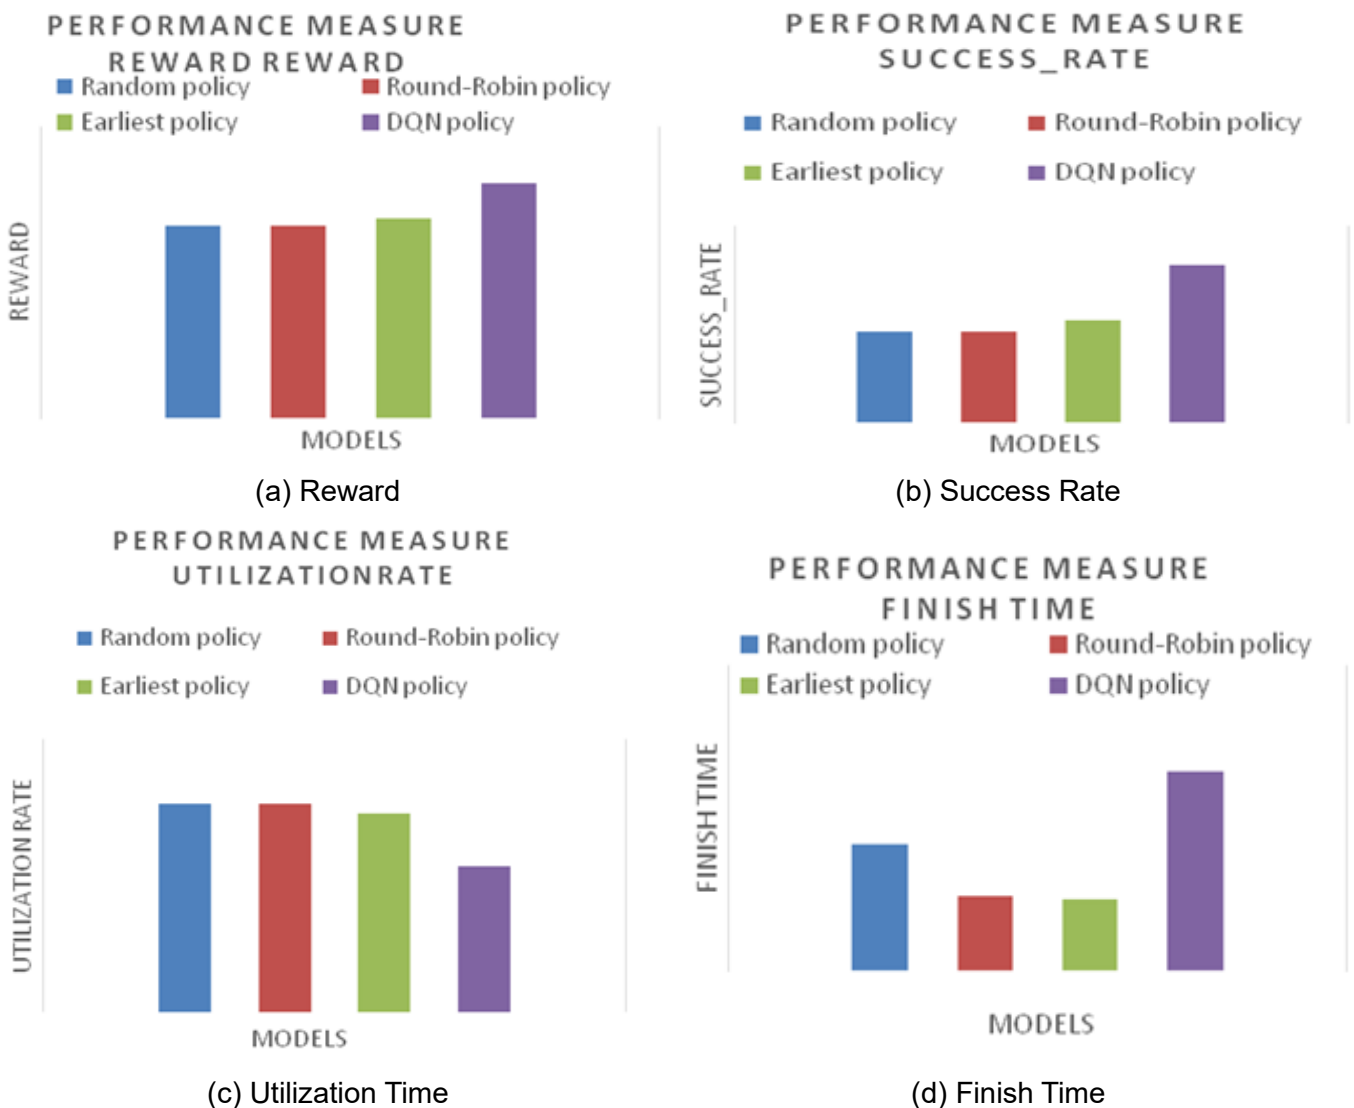 PERFORMANCE MEASURE
REWARD REWARD
Random policy Round-Robin policy
Earliest policy DQN policy
REWARD
MODELS
(a) Reward
PERFORMANCE MEASURE
SUCCESS_RATE
Random policy Round-Robin policy
Earliest policy DQN policy
SUCCESS_RATE
MODELS
(b) Success Rate
PERFORMANCE MEASURE
UTILIZATIONRATE
Random policy Round-Robin policy
Earliest policy DQN policy
UTILIZATION RATE
MODELS
(c) Utilization Time
PERFORMANCE MEASURE
FINISH TIME
Random policy Round-Robin policy
Earliest policy DQN policy
FINISH TIME
MODELS
(d) Finish Time